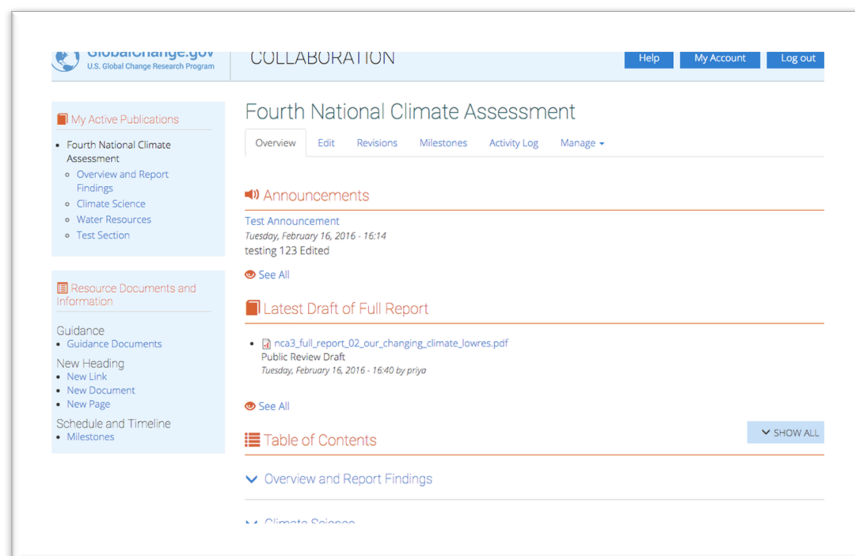 GlobalChange.gov
U.S. Global Change Research Program
COLLABORATION
Help
My Account
Log out
My Active Publications
• Fourth National Climate
Assessment
Overview and Report
Findings
Climate Science
Water Resources
Test Section
Resource Documents and
Information
Guidance
• Guidance Documents
New Heading
• New Link
• New Document
• New Page
Schedule and Timeline
• Milestones
Fourth National Climate Assessment
Overview
Edit
Revisions
Milestones
Activity Log
Manage
Announcements
Test Announcement
Tuesday, February 16, 2016 - 16:14
testing 123 Edited
See All
Latest Draft of Full Report
• nca3_full_report_02_our_changing_climate_lowres.pdf
Public Review Draft
Tuesday, February 16, 2016 - 16:40 by priya
See All
Table of Contents
SHOW ALL
Overview and Report Findings
Climate Science